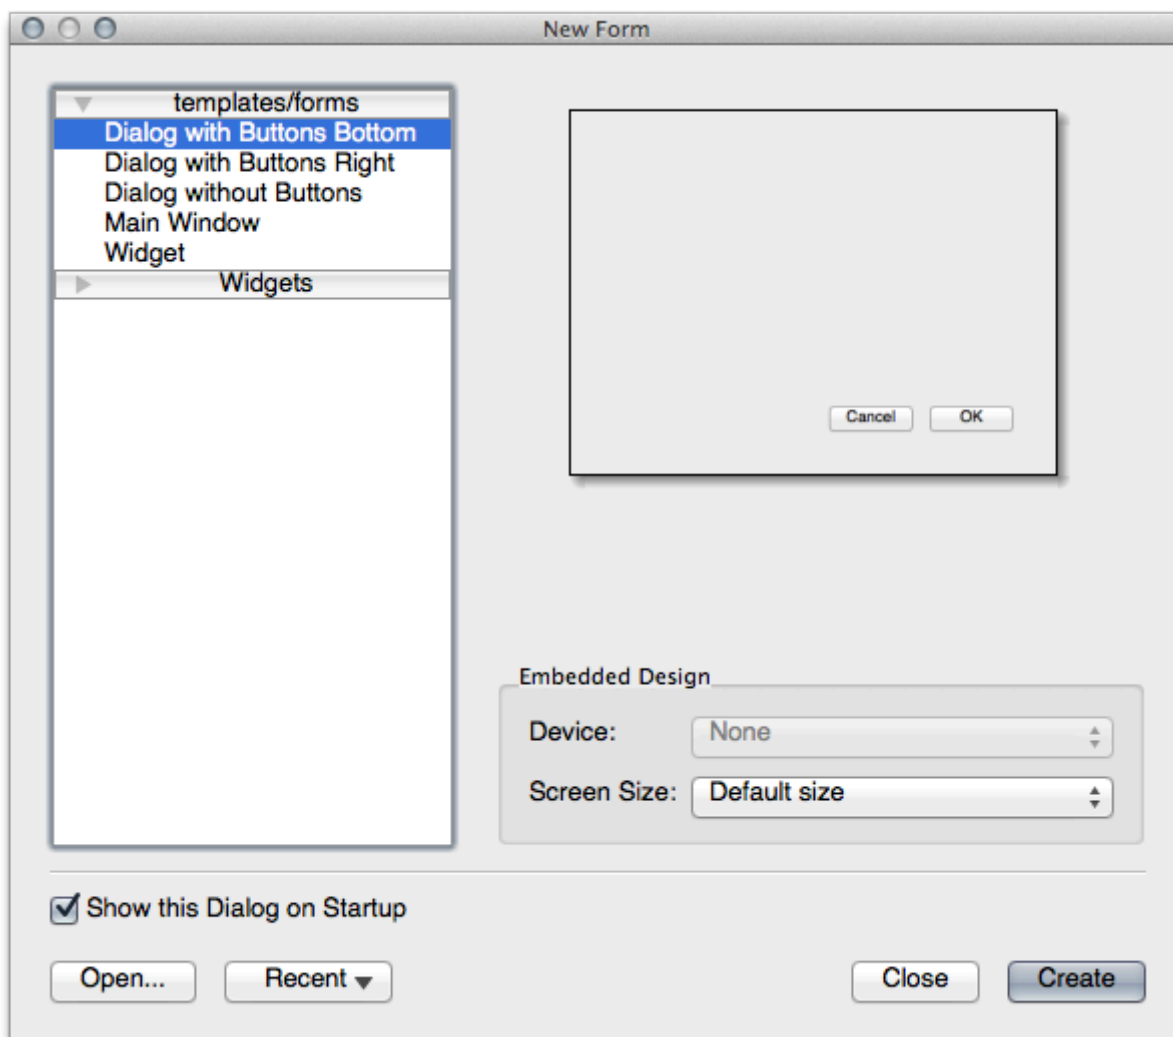 New Form
templates/forms
Dialog with Buttons Bottom
Dialog with Buttons Right
Dialog without Buttons
Main Window
Widget
Widgets
Cancel OK
Embedded Design
Device: None
Screen Size: Default size
Show this Dialog on Startup
Open... Recent Close Create